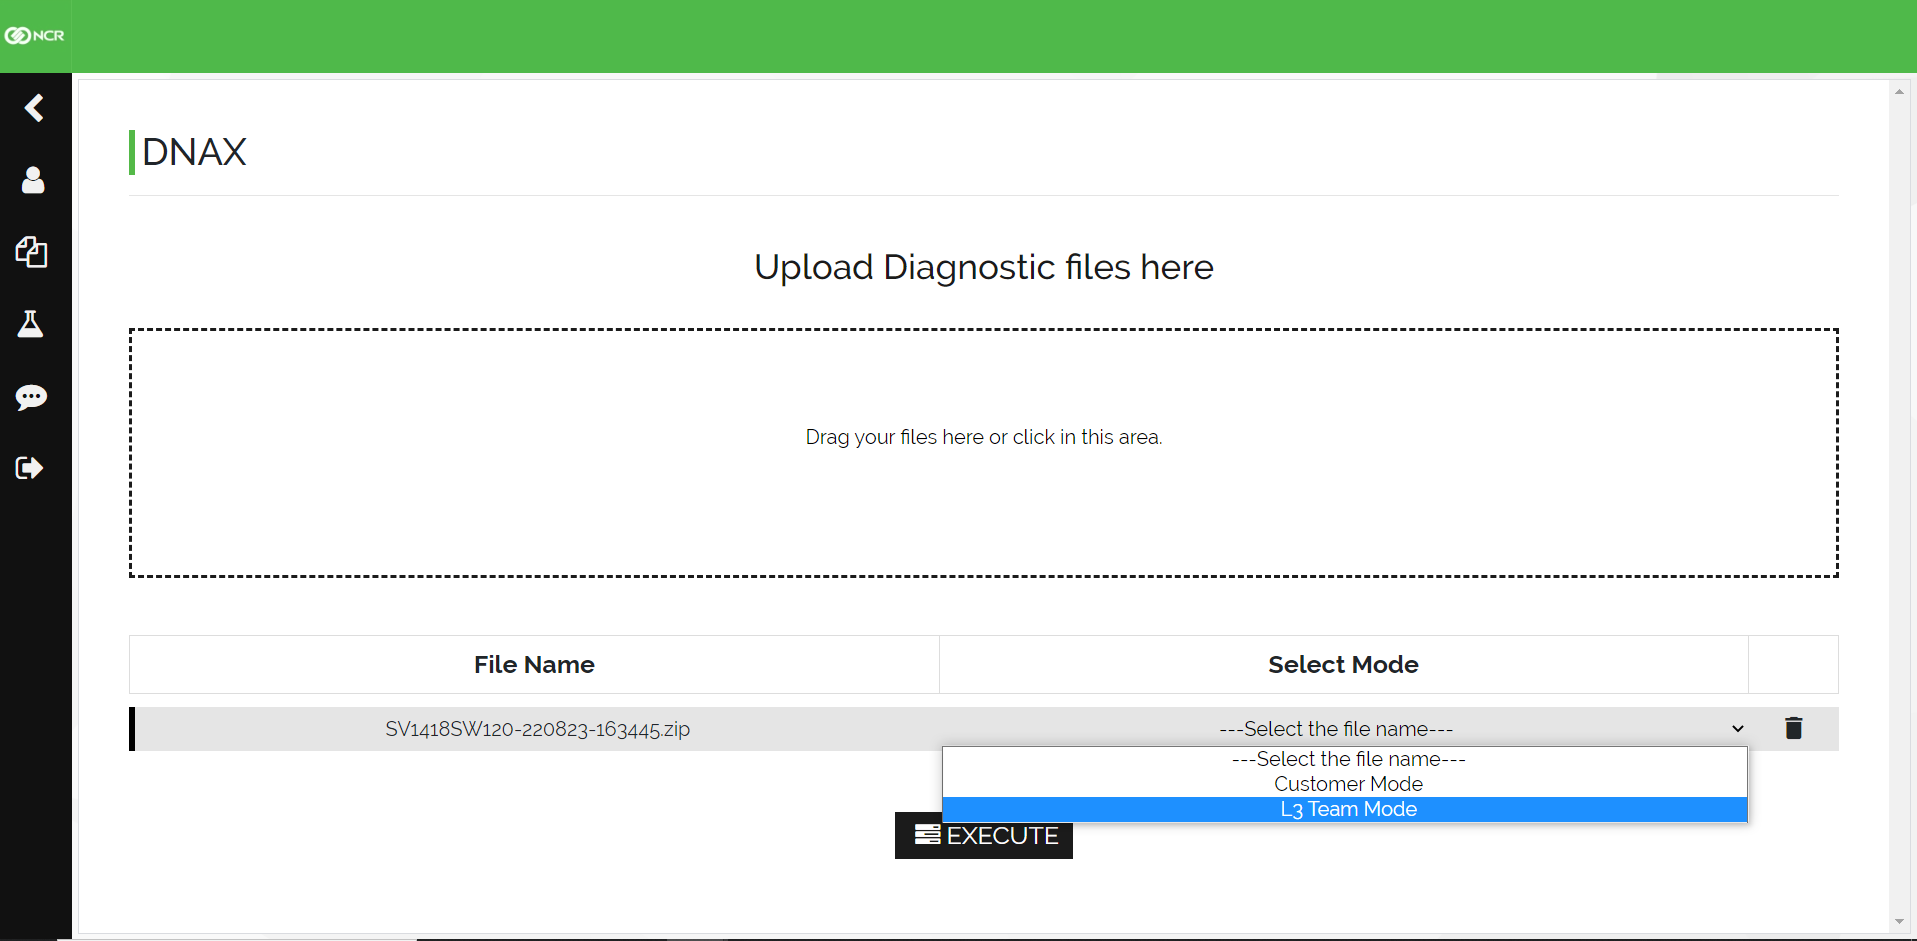 NCR
DNAX
Upload Diagnostic files here
Drag your files here or click in this area.
File Name
Select Mode
SV1418SW120-220823-163445.zip
---Select the file name---
---Select the file name---
Customer Mode
L3 Team Mode
EXECUTE